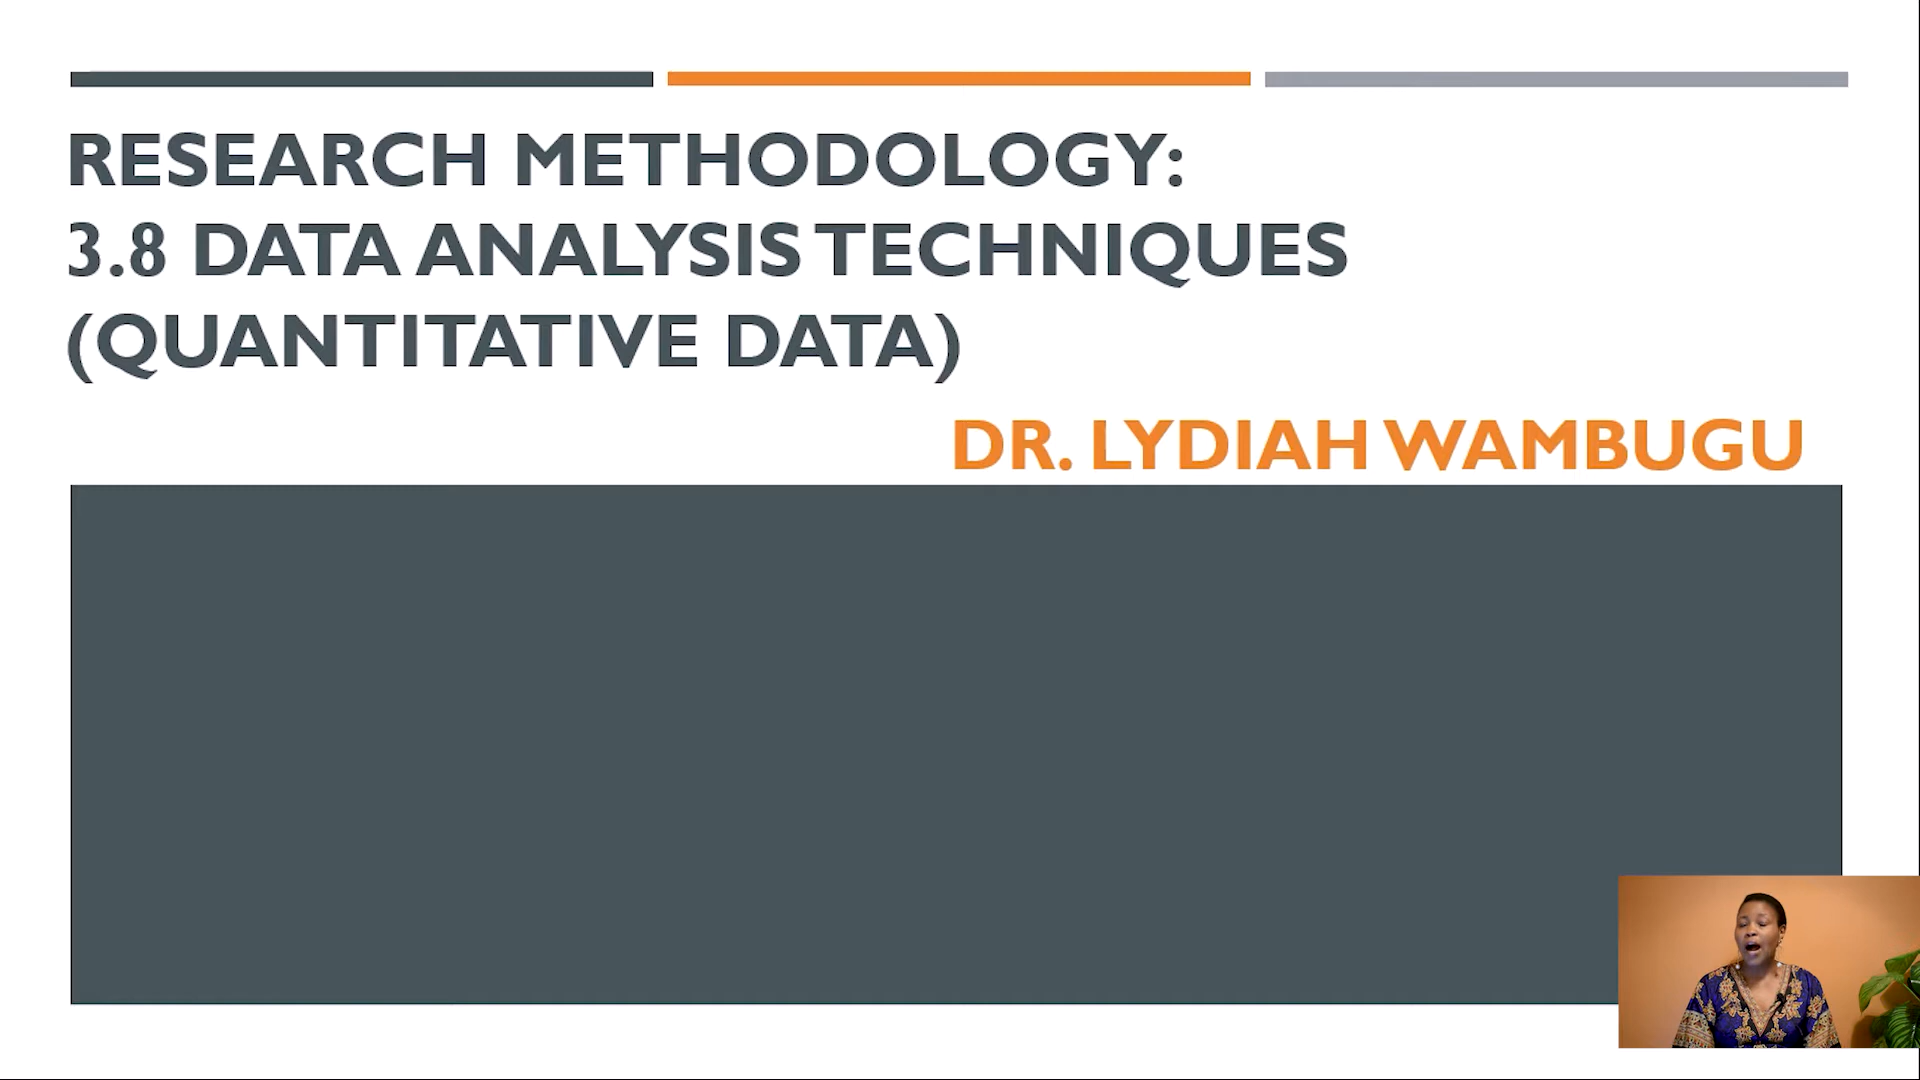 RESEARCH METHODOLOGY:
3.8 DATA ANALYSIS TECHNIQUES
(QUANTITATIVE DATA)
DR. LYDIAH WAMBUGU